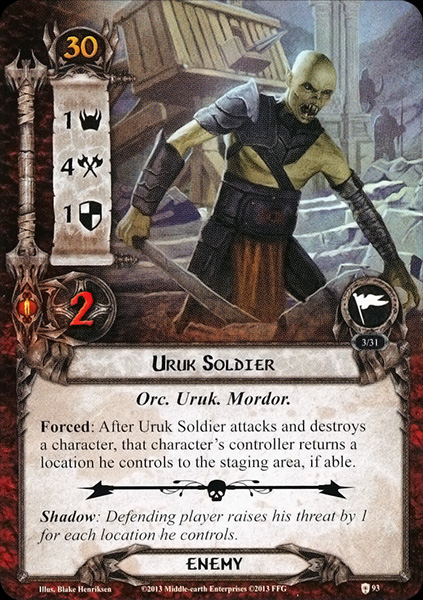 30
1
4
1
2
3/31
Uruk Soldier
Orc. Uruk. Mordor.
Forced: After Uruk Soldier attacks and destroys
a character, that character's controller returns a
location he controls to the staging area, if able.
Shadow: Defending player raises his threat by 1
for each location he controls.
ENEMY
Illus. Blake Henriksen ©2013 Middle-earth Enterprises ©2013 FFG 93